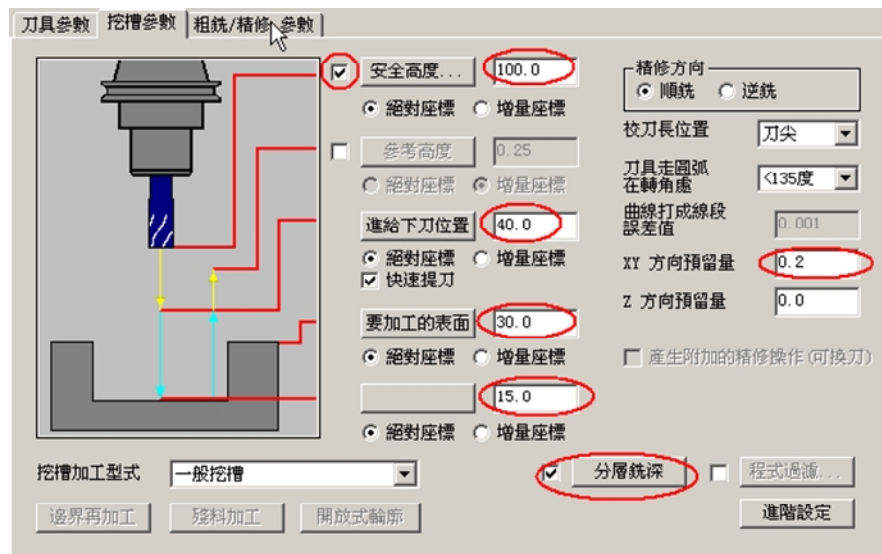 刀具參數 挖槽參數 粗銑/精修 參數
安全高度... 100.0
絕對座標 增量座標
參考高度 0.25
絕對座標 增量座標
進給下刀位置 40.0
絕對座標 增量座標
快速提刀
要加工的表面 30.0
絕對座標 增量座標
15.0
絕對座標 增量座標
精修方向
順銑 逆銑
校刀長位置 刀尖
刀具走圓弧
在轉角處 <135度
曲線打成線段
誤差值 0.001
XY 方向預留量 0.2
Z 方向預留量 0.0
產生附加的精修操作(可換刀)
挖槽加工型式 一般挖槽
分層銑深 程式過濾...
邊界再加工 殘料加工 開放式輪廓 進階設定